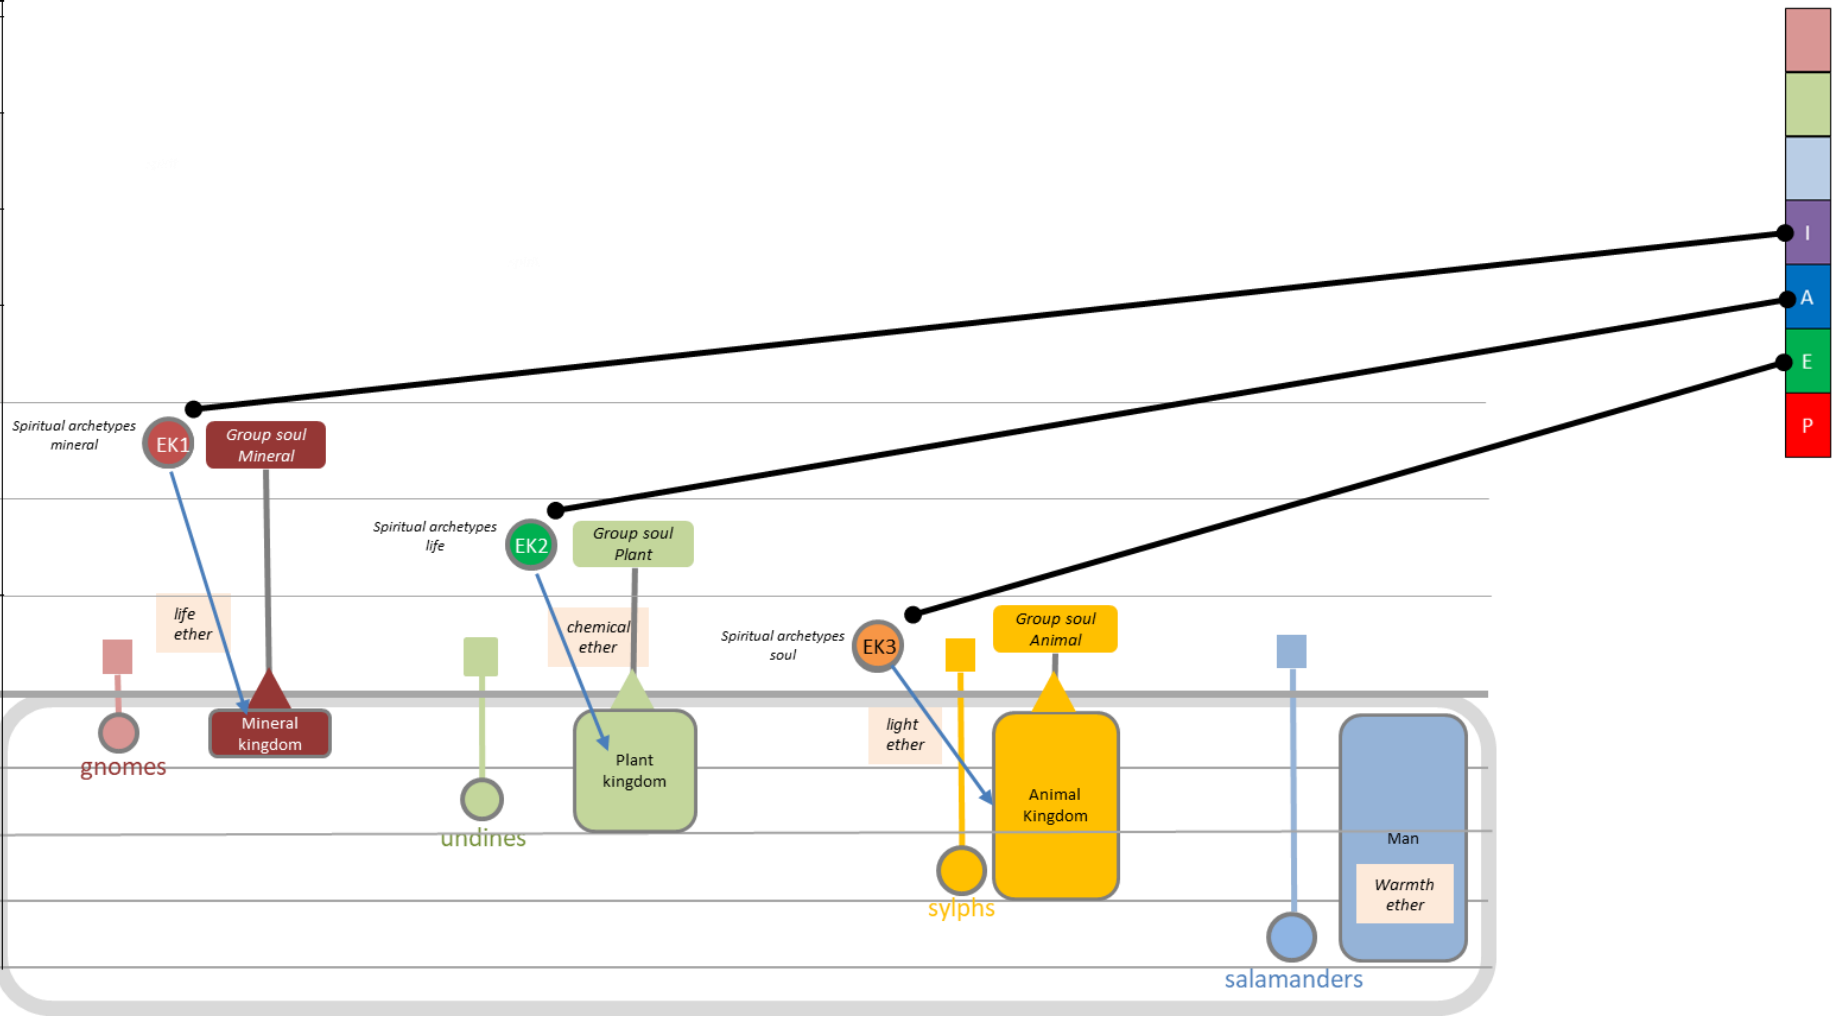 I
A
E
P
Spiritual archetypes
mineral
EK1
Group soul
Mineral
Spiritual archetypes
life
EK2
Group soul
Plant
life
ether
chemical
ether
Spiritual archetypes
soul
EK3
Group soul
Animal
Mineral
kingdom
gnomes
light
ether
Plant
kingdom
undines
Animal
Kingdom
sylphs
Man
Warmth
ether
salamanders